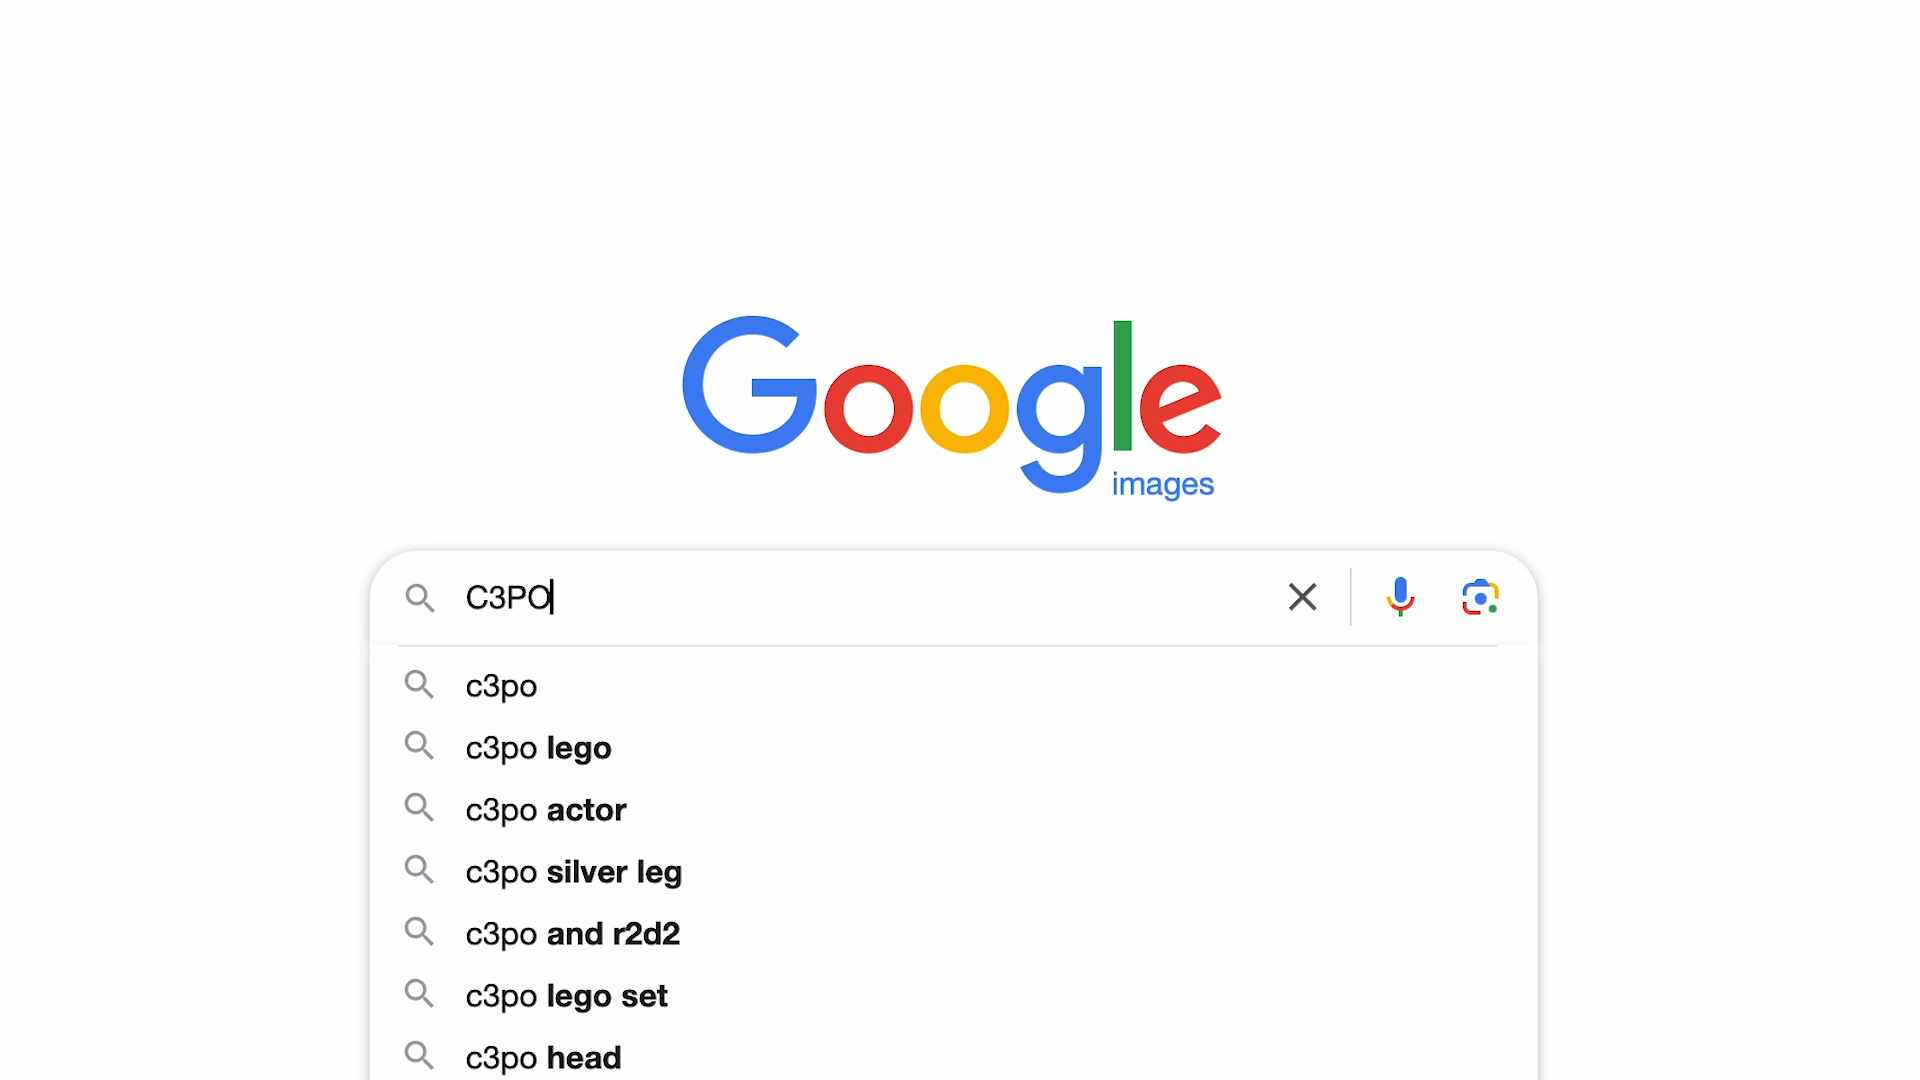 Google
images
C3PO
c3po
c3po lego
c3po actor
c3po silver leg
c3po and r2d2
c3po lego set
c3po head